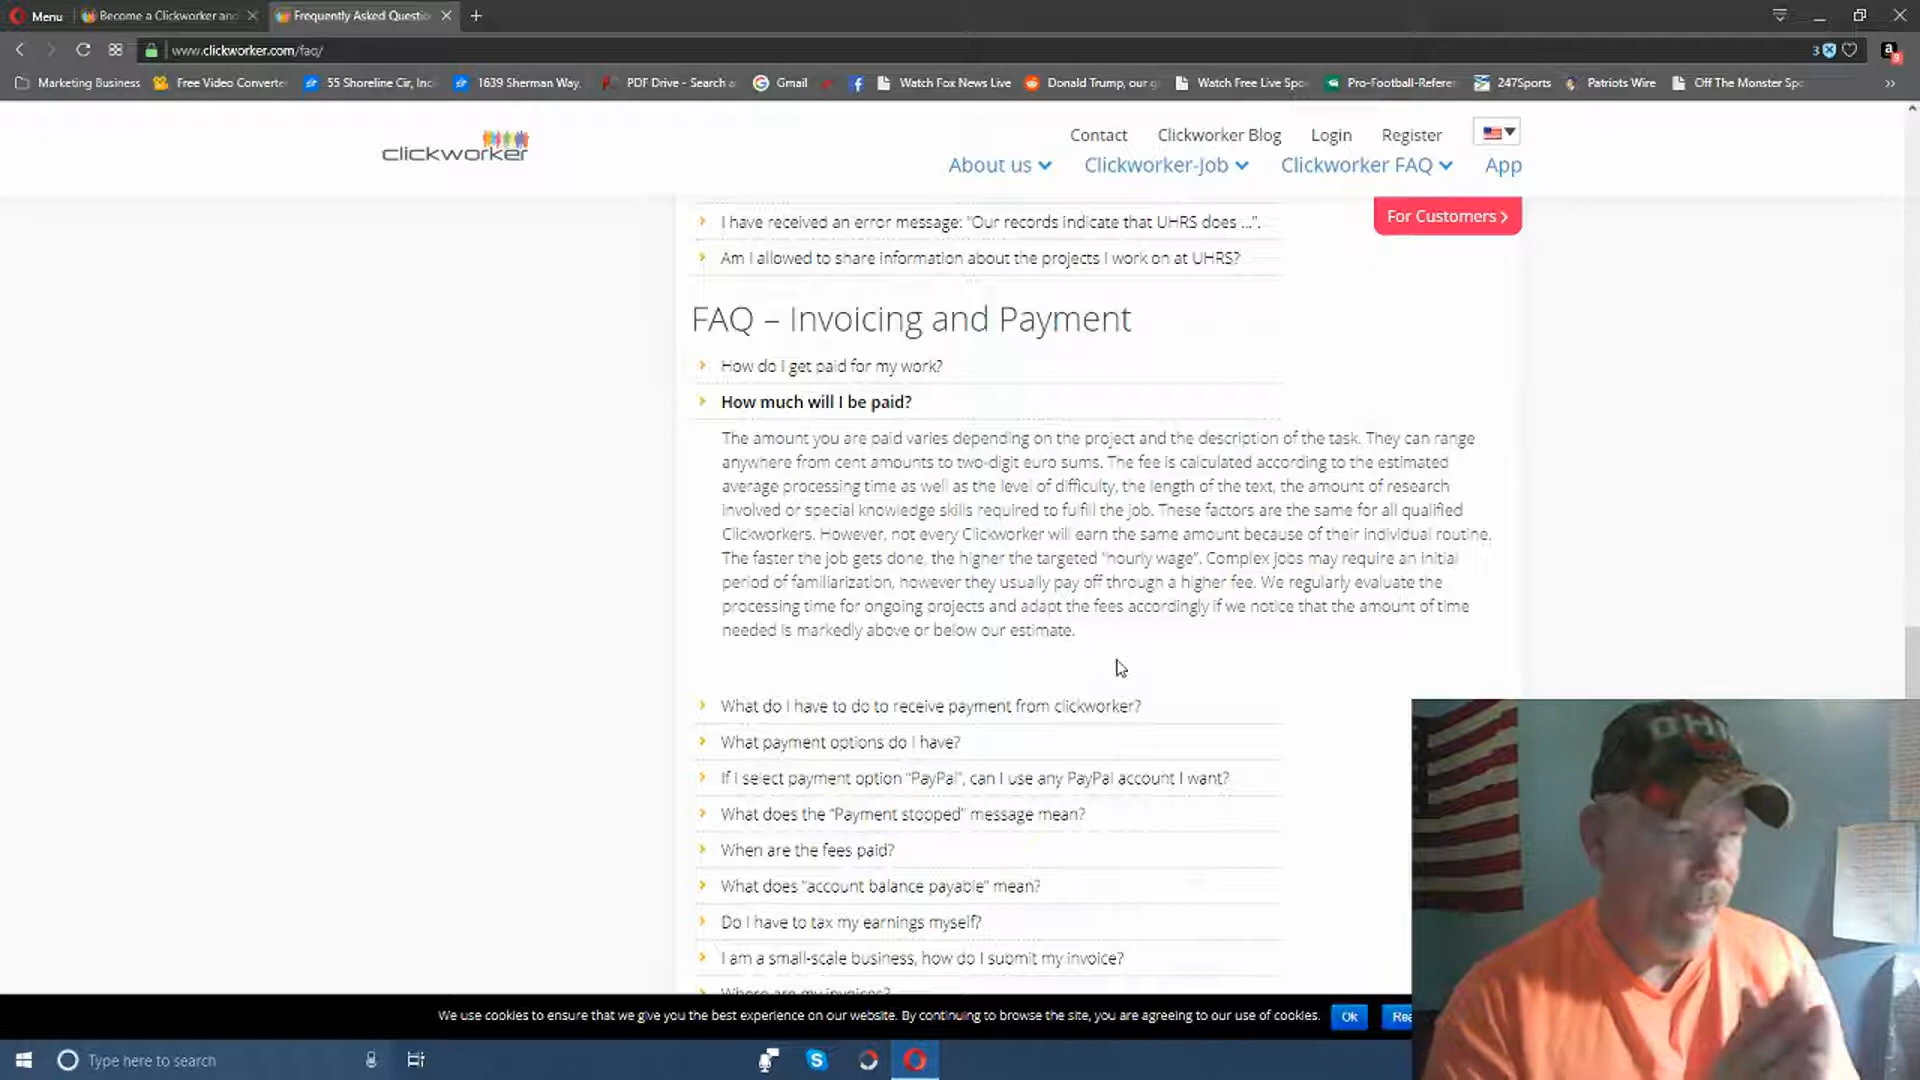 Menu
Become a Clickworker and
Frequently Asked Questio
www.clickworker.com/faq/
3
9
Marketing Business
Free Video Converte
55 Shoreline Cir, Inc
1639 Sherman Way,
PDF Drive - Search a
Gmail
Watch Fox News Live
Donald Trump, our g
Watch Free Live Spo
Pro-Football-Refere
247Sports
Patriots Wire
Off The Monster Spo
clickworker
Contact Clickworker Blog Login Register
About us Clickworker-Job Clickworker FAQ App
For Customers
I have received an error message: "Our records indicate that UHRS does ...".
Am I allowed to share information about the projects I work on at UHRS?
FAQ – Invoicing and Payment
How do I get paid for my work?
How much will I be paid?
The amount you are paid varies depending on the project and the description of the task. They can range
anywhere from cent amounts to two-digit euro sums. The fee is calculated according to the estimated
average processing time as well as the level of difficulty, the length of the text, the amount of research
involved or special knowledge skills required to fulfill the job. These factors are the same for all qualified
Clickworkers. However, not every Clickworker will earn the same amount because of their individual routine.
The faster the job gets done, the higher the targeted "hourly wage". Complex jobs may require an initial
period of familiarization, however they usually pay off through a higher fee. We regularly evaluate the
processing time for ongoing projects and adapt the fees accordingly if we notice that the amount of time
needed is markedly above or below our estimate.
What do I have to do to receive payment from clickworker?
What payment options do I have?
If I select payment option "PayPal", can I use any PayPal account I want?
What does the "Payment stopped" message mean?
When are the fees paid?
What does "account balance payable" mean?
Do I have to tax my earnings myself?
I am a small-scale business, how do I submit my invoice?
Where are my invoices?
We use cookies to ensure that we give you the best experience on our website. By continuing to browse the site, you are agreeing to our use of cookies.
Ok
Rea
Type here to search